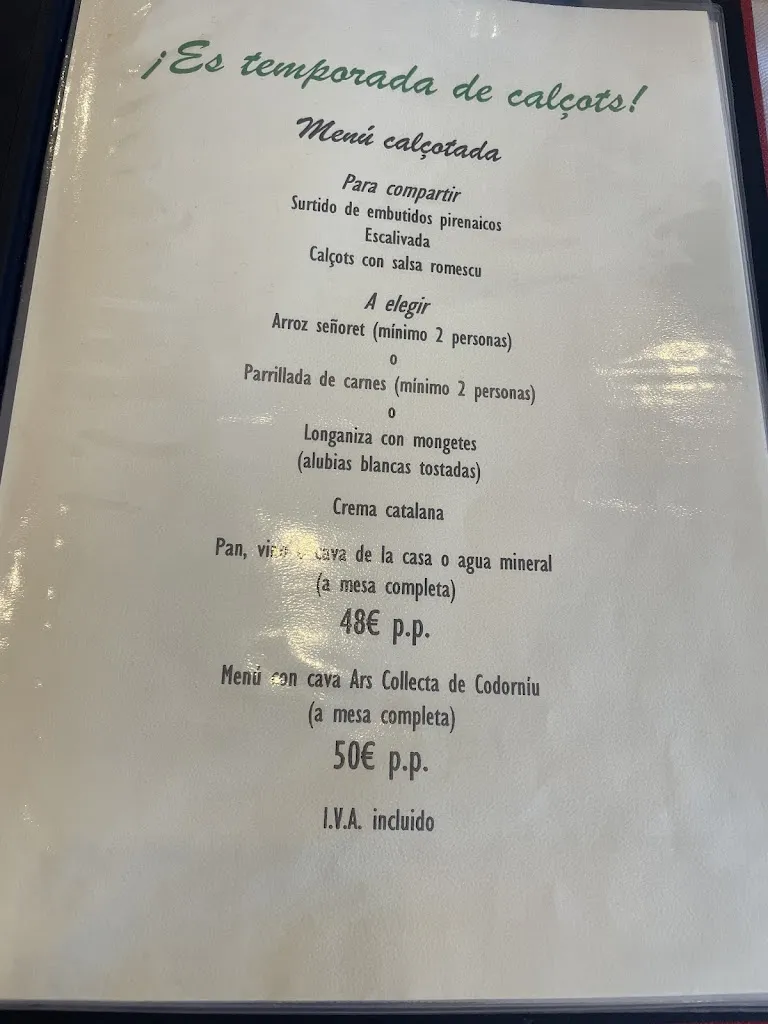 ¡Es temporada de calçots!
Menú calçotada
Para compartir
Surtido de embutidos pirenaicos
Escalivada
Calçots con salsa romescu
A elegir
Arroz señoret (mínimo 2 personas)
o
Parrillada de carnes (mínimo 2 personas)
o
Longaniza con mongetes
(alubias blancas tostadas)
Crema catalana
Pan, vino cava de la casa o agua mineral
(a mesa completa)
48€ p.p.
Menú con cava Ars Collecta de Codorníu
(a mesa completa)
50€ p.p.
I.V.A. incluido